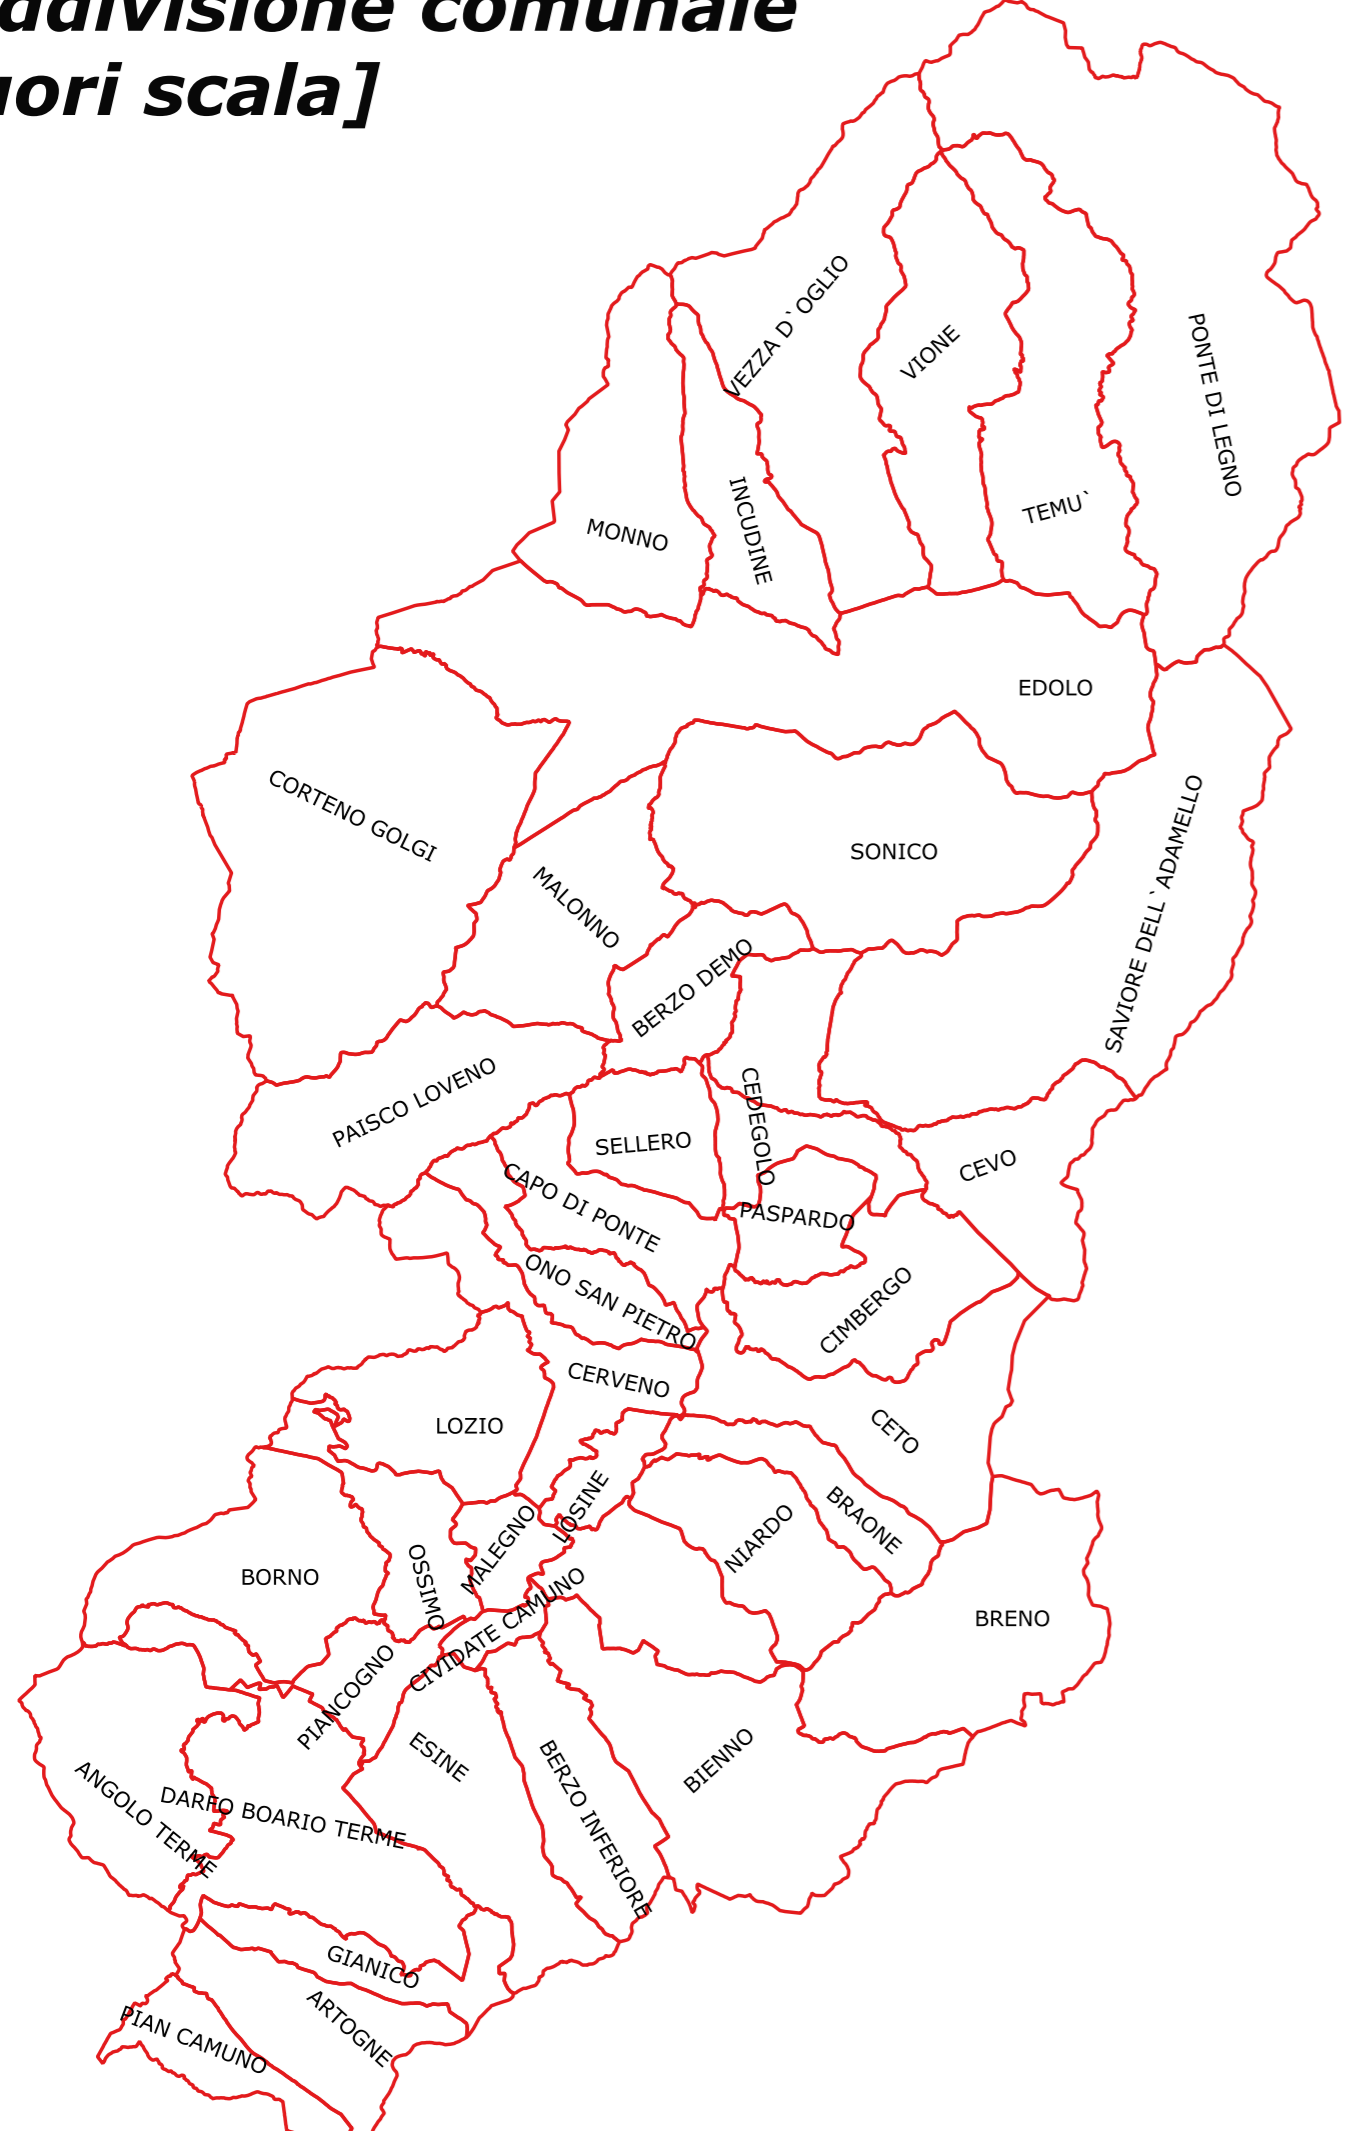 ddivisione comunale
uori scala]
VEZZA D`OGLIO
VIONE
PONTE DI LEGNO
INCUDINE
TEMU`
MONNO
EDOLO
CORTENO GOLGI
SONICO
SAVIORE DELL`ADAMELLO
MALONNO
BERZO DEMO
PAISCO LOVENO
CEDEGOLO
SELLERO
CEVO
CAPO DI PONTE
PASPARDO
ONO SAN PIETRO
CIMBERGO
CERVENO
LOZIO
CETO
LOSINE
BRAONE
NIARDO
MALEGNO
OSSIMO
BORNO
CIVIDATE CAMUNO
BRENO
PIANCOGNO
ESINE
BERZO INFERIORE
BIENNO
ANGOLO TERME
DARFO BOARIO TERME
GIANICO
ARTOGNE
PIAN CAMUNO